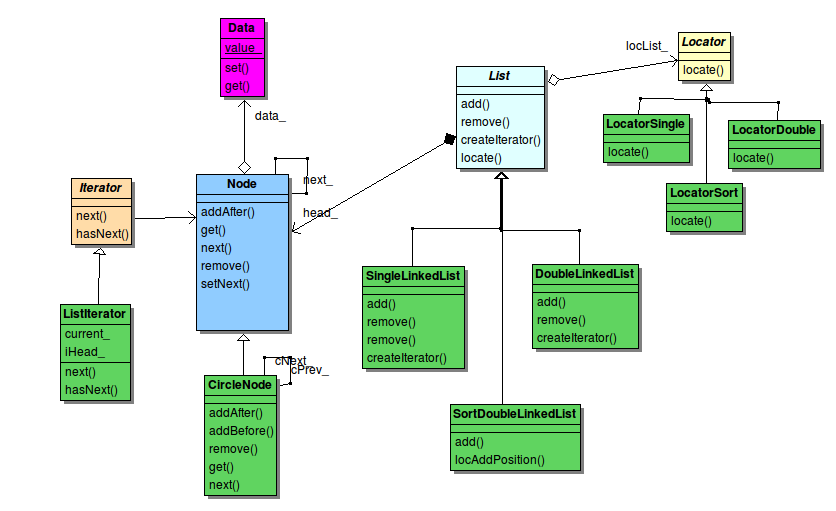 Data
value_
set()
get()
data_
Iterator
next()
hasNext()
ListIterator
current_
iHead_
next()
hasNext()
Node
addAfter()
get()
next()
remove()
setNext()
next_
head_
CircleNode
addAfter()
addBefore()
remove()
get()
next()
cNext
cPrev_
List
add()
remove()
createIterator()
locate()
locList_
Locator
locate()
LocatorSingle
locate()
LocatorDouble
locate()
LocatorSort
locate()
SingleLinkedList
add()
remove()
remove()
createIterator()
DoubleLinkedList
add()
remove()
createIterator()
SortDoubleLinkedList
add()
locAddPosition()